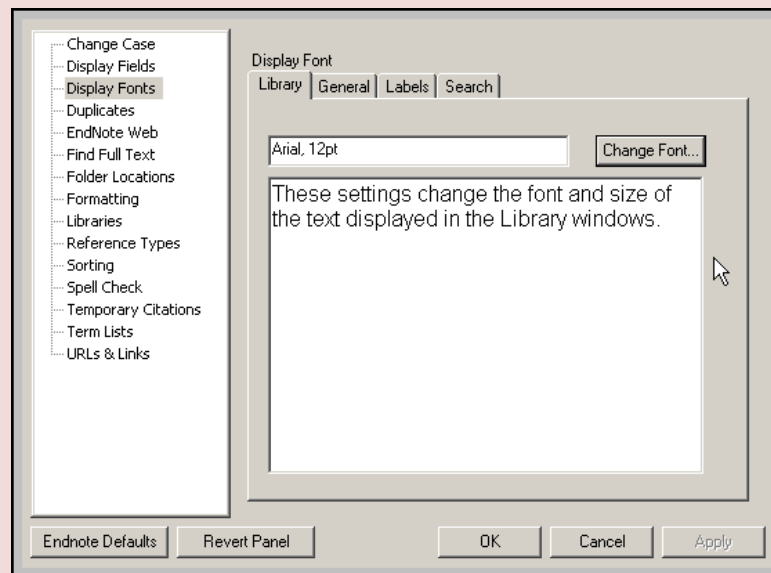 Change Case
Display Fields
Display Fonts
Duplicates
EndNote Web
Find Full Text
Folder Locations
Formatting
Libraries
Reference Types
Sorting
Spell Check
Temporary Citations
Term Lists
URLs & Links
Display Font
Library General Labels Search
Arial, 12pt Change Font...
These settings change the font and size of
the text displayed in the Library windows.
Endnote Defaults Revert Panel OK Cancel Apply